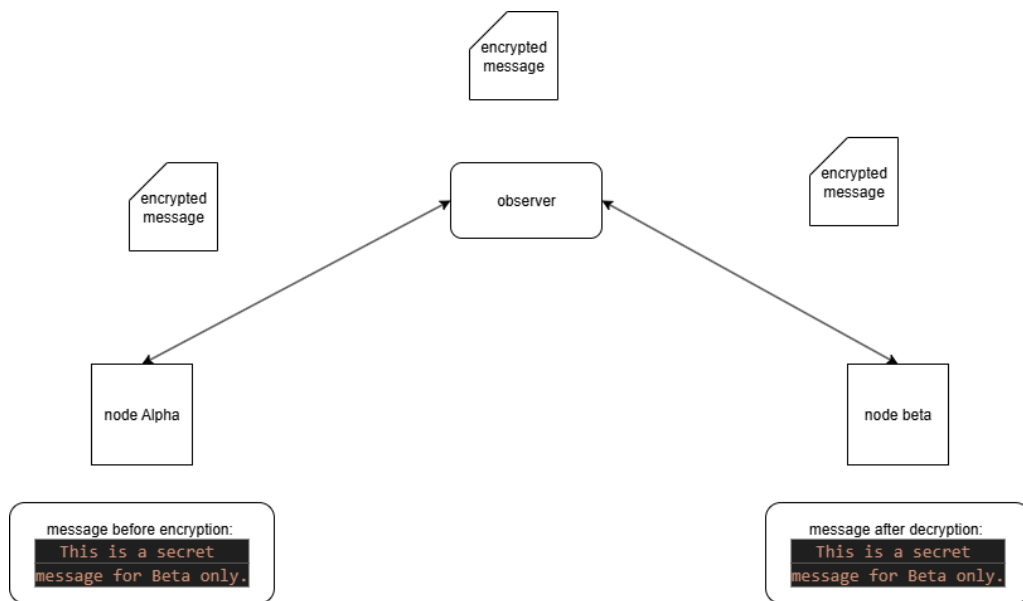 encrypted
message
encrypted
message
encrypted
message
observer
node Alpha
node beta
message before encryption:
This is a secret
message for Beta only.
message after decryption:
This is a secret
message for Beta only.